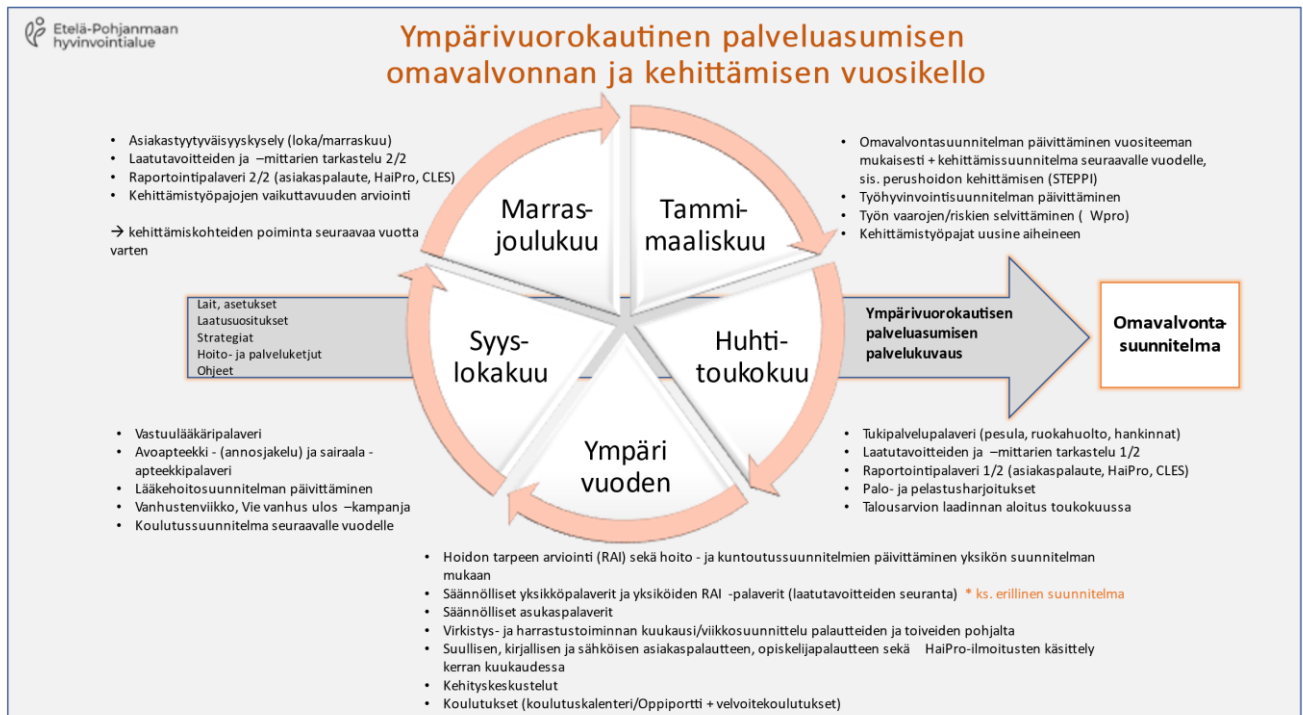 Etelä-Pohjanmaan
hyvinvointialue
Ympärivuorokautinen palveluasumisen
omavalvonnan ja kehittämisen vuosikello
• Asiakastyytyväisyyskysely (loka/marraskuu)
• Laatutavoitteiden ja –mittarien tarkastelu 2/2
• Raportointipalaveri 2/2 (asiakaspalaute, HaiPro, CLES)
• Kehittämistyöpajojen vaikuttavuuden arviointi
→ kehittämiskohteiden poiminta seuraavaa vuotta
varten
Marras-
joulukuu
Tammi-
maaliskuu
• Omavalvontasuunnitelman päivittäminen vuositeeman
mukaisesti + kehittämissuunnitelma seuraavalle vuodelle,
sis. perushoidon kehittämisen (STEPPI)
• Työhyvinvointisuunnitelman päivittäminen
• Työn vaarojen/riskien selvittäminen ( Wpro)
• Kehittämistyöpajat uusine aiheineen
Lait, asetukset
Laatusuositukset
Strategiat
Hoito- ja palveluketjut
Ohjeet
Syys-
lokakuu
Huhti-
toukokuu
Ympärivuorokautisen
palveluasumisen
palvelukuvaus
Omavalvonta-
suunnitelma
• Vastuulääkäripalaveri
• Avoapteekki - (annosjakelu) ja sairaala -
apteekkipalaveri
• Lääkehoitosuunnitelman päivittäminen
• Vanhustenviikko, Vie vanhus ulos –kampanja
• Koulutussuunnitelma seuraavalle vuodelle
Ympäri
vuoden
• Tukipalvelupalaveri (pesula, ruokahuolto, hankinnat)
• Laatutavoitteiden ja –mittarien tarkastelu 1/2
• Raportointipalaveri 1/2 (asiakaspalaute, HaiPro, CLES)
• Palo- ja pelastusharjoitukset
• Talousarvion laadinnan aloitus toukokuussa
• Hoidon tarpeen arviointi (RAI) sekä hoito - ja kuntoutussuunnitelmien päivittäminen yksikön suunnitelman
mukaan
• Säännölliset yksikköpalaverit ja yksiköiden RAI -palaverit (laatutavoitteiden seuranta) * ks. erillinen suunnitelma
• Säännölliset asukaspalaverit
• Virkistys- ja harrastustoiminnan kuukausi/viikkosuunnittelu palautteiden ja toiveiden pohjalta
• Suullisen, kirjallisen ja sähköisen asiakaspalautteen, opiskelijapalautteen sekä HaiPro-ilmoitusten käsittely
kerran kuukaudessa
• Kehityskeskustelut
• Koulutukset (koulutuskalenteri/Oppiportti + velvoitekoulutukset)